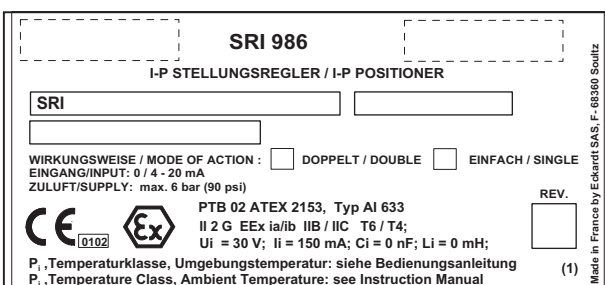 SRI 986
I-P STELLUNGSREGLER / I-P POSITIONER
SRI
WIRKUNGSWEISE / MODE OF ACTION : DOPPELT / DOUBLE EINFACH / SINGLE
EINGANG/INPUT: 0 / 4 - 20 mA
ZULUFT/SUPPLY: max. 6 bar (90 psi)
REV.
PTB 02 ATEX 2153, Typ AI 633
CE 0102 Ex II 2 G EEx ia/ib IIB / IIC T6 / T4;
Ui = 30 V; Ii = 150 mA; Ci = 0 nF; Li = 0 mH;
Pi ,Temperaturklasse, Umgebungstemperatur: siehe Bedienungsanleitung
(1)
Pi ,Temperature Class, Ambient Temperature: see Instruction Manual
Made in France by Eckardt SAS, F- 68360 Soultz